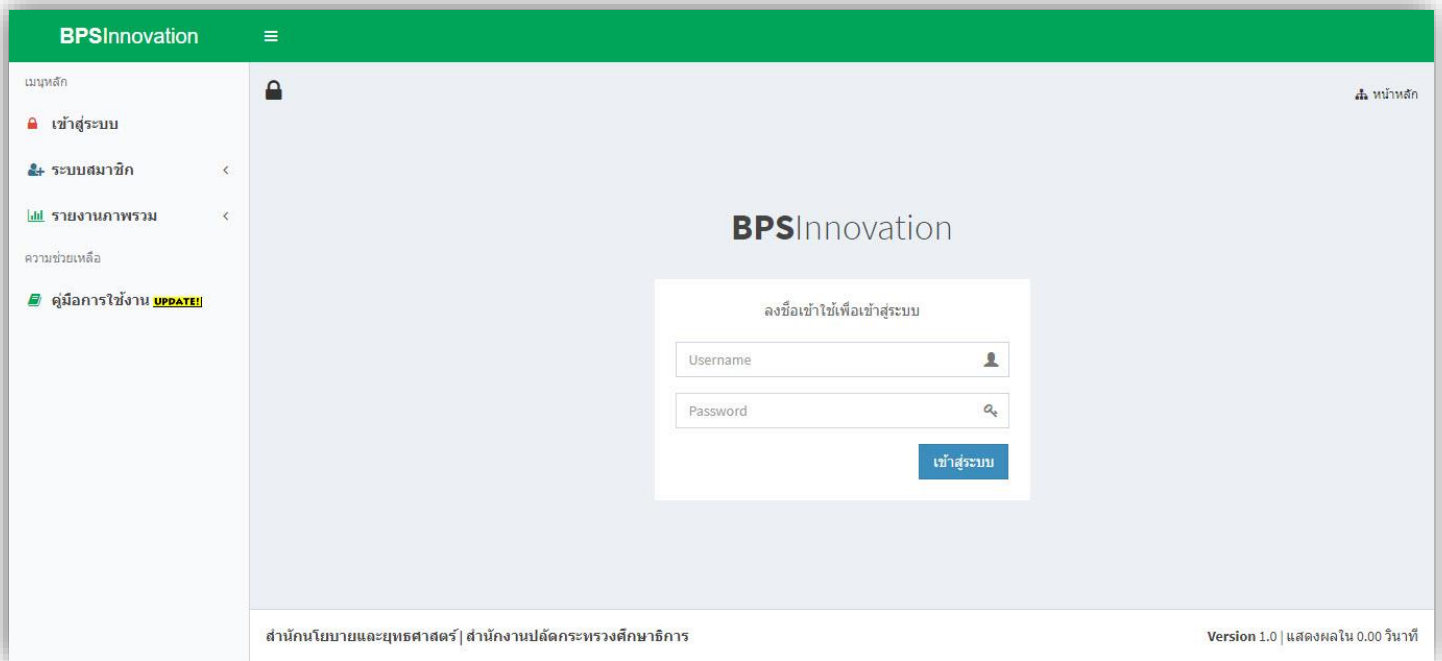 BPSInnovation
เมนูหลัก
หน้าหลัก
เข้าสู่ระบบ
ระบบสมาชิก
รายงานภาพรวม
ความช่วยเหลือ
คู่มือการใช้งาน UPDATE!
BPSInnovation
ลงชื่อเข้าใช้เพื่อเข้าสู่ระบบ
Username
Password
เข้าสู่ระบบ
สำนักนโยบายและยุทธศาสตร์ | สำนักงานปลัดกระทรวงศึกษาธิการ
Version 1.0 | แสดงผลใน 0.00 วินาที